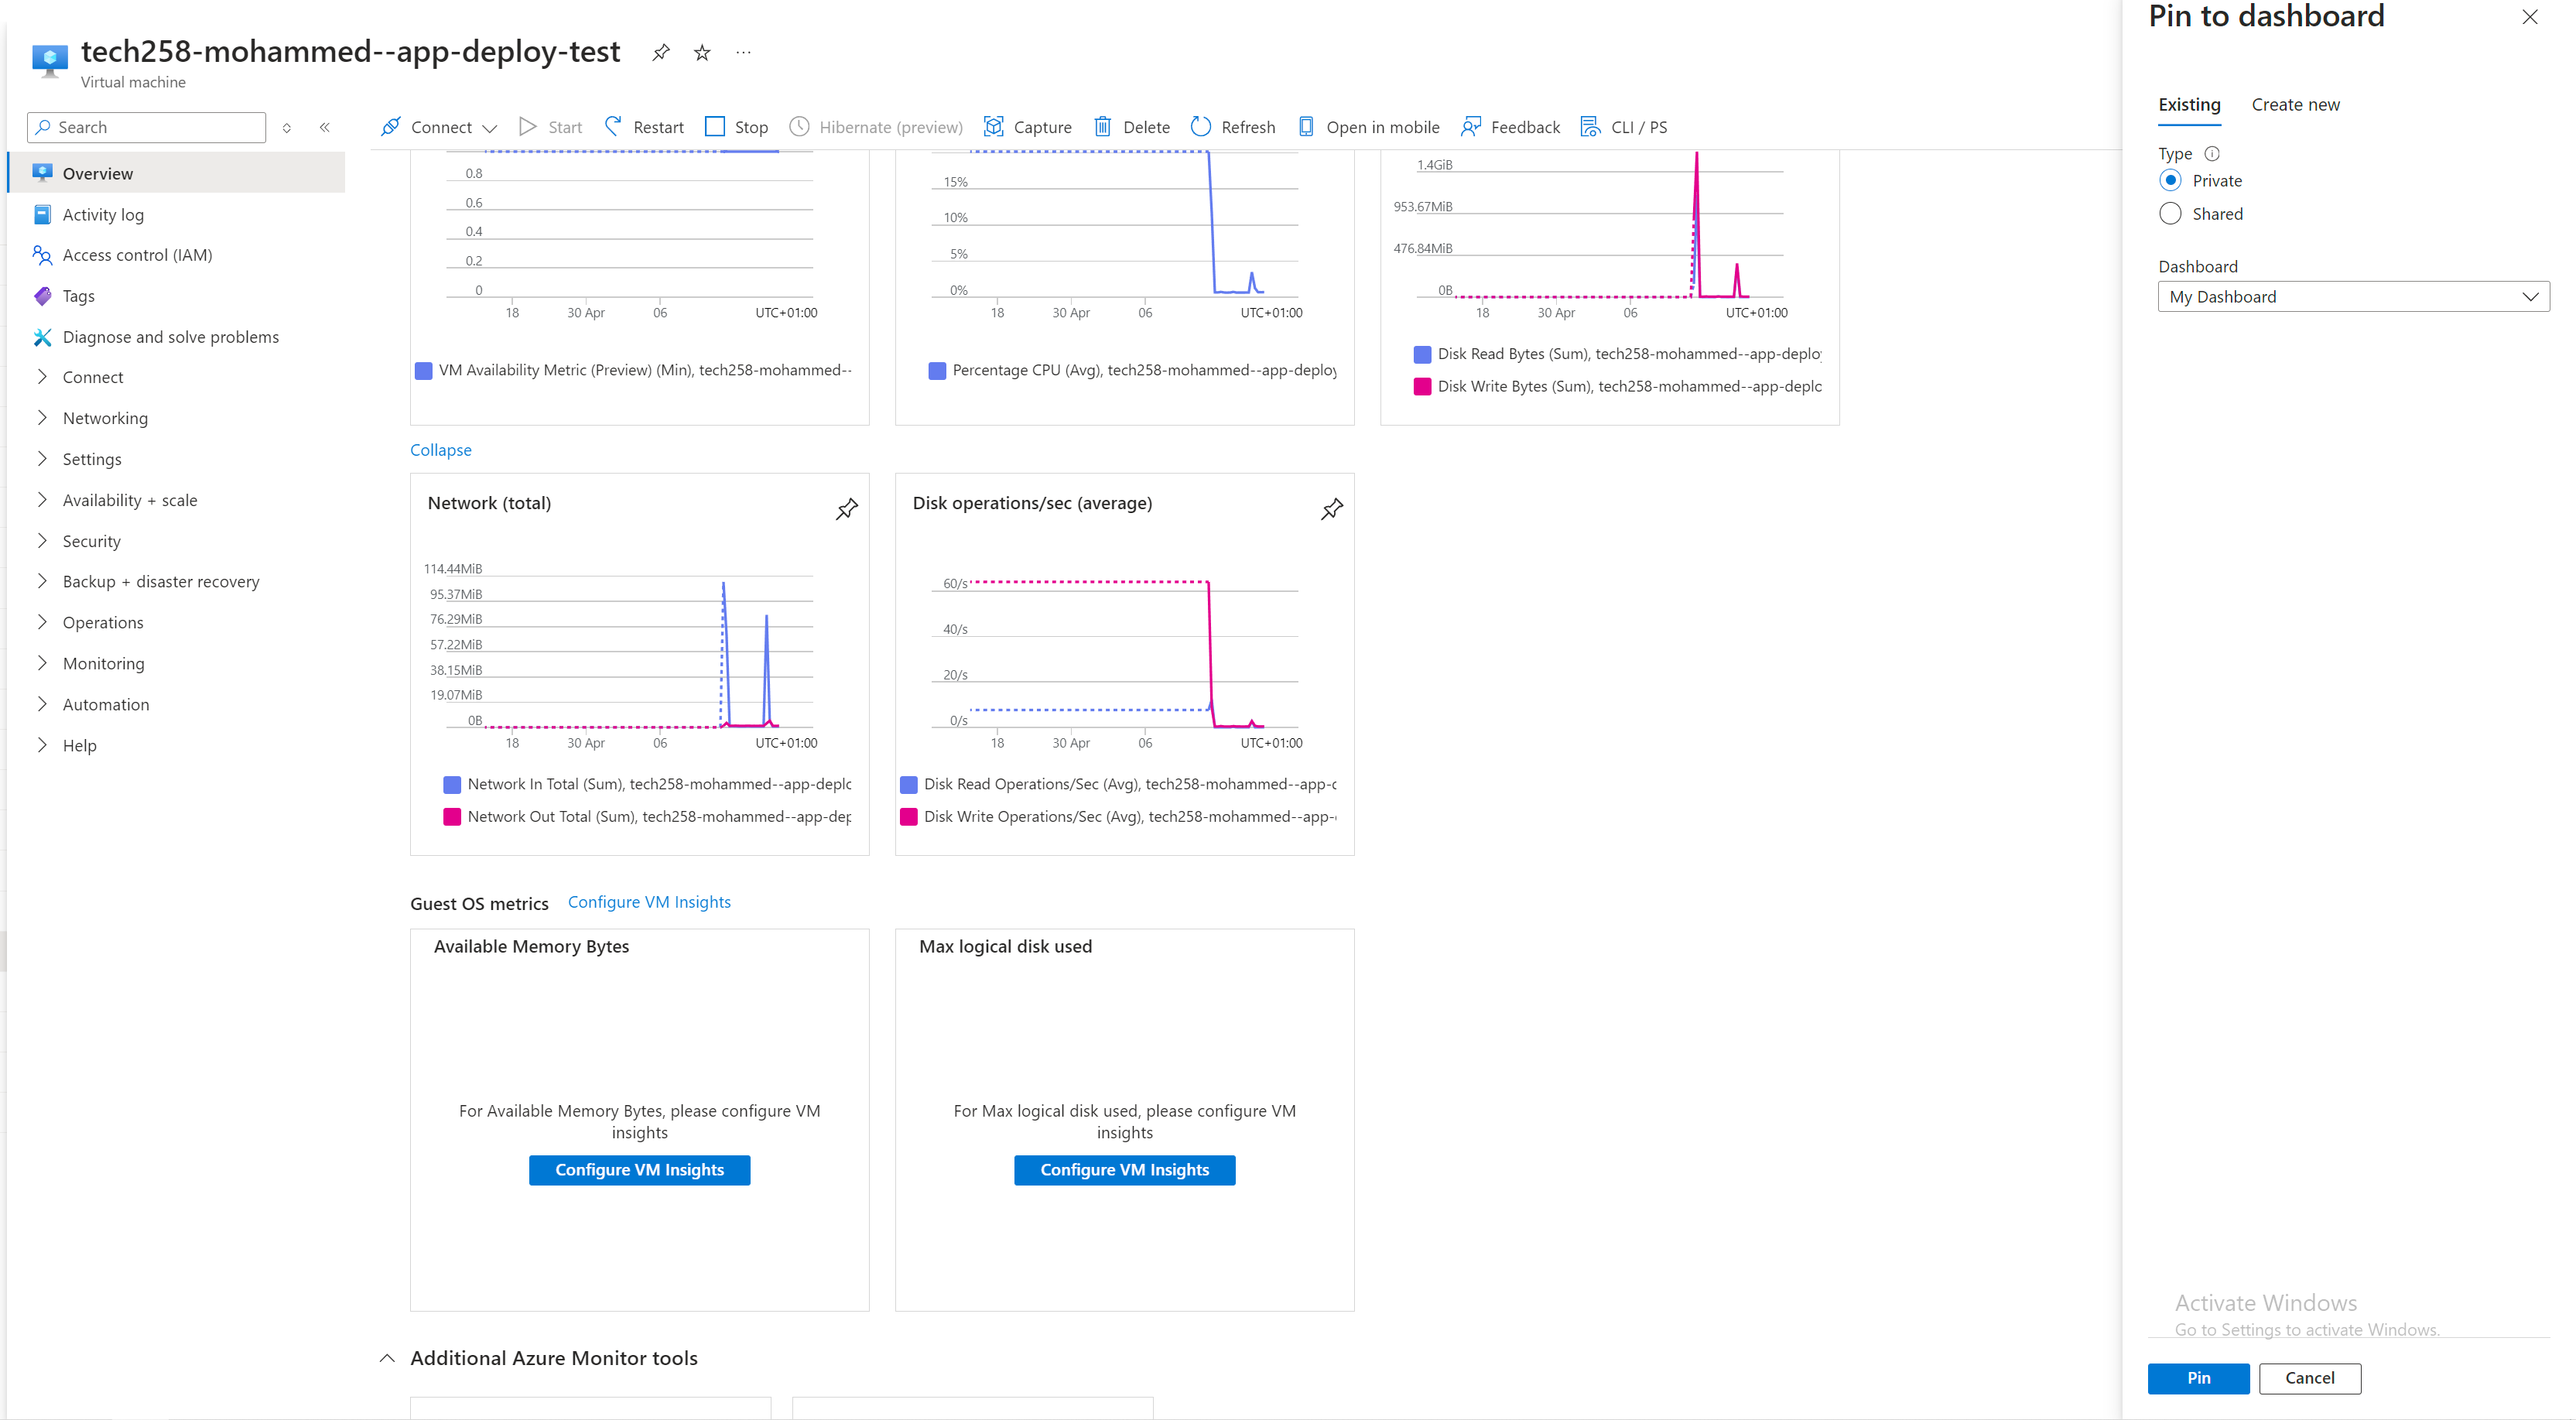 tech258-mohammed--app-deploy-test
Virtual machine
Search
Connect
Start
Restart
Stop
Hibernate (preview)
Capture
Delete
Refresh
Open in mobile
Feedback
CLI / PS
Overview
Activity log
Access control (IAM)
Tags
Diagnose and solve problems
Connect
Networking
Settings
Availability + scale
Security
Backup + disaster recovery
Operations
Monitoring
Automation
Help
0.8
0.6
0.4
0.2
0
18 30 Apr 06 UTC+01:00
VM Availability Metric (Preview) (Min), tech258-mohammed--
15%
10%
5%
0%
18 30 Apr 06 UTC+01:00
Percentage CPU (Avg), tech258-mohammed--app-deploy
1.4GiB
953.67MiB
476.84MiB
0B
18 30 Apr 06 UTC+01:00
Disk Read Bytes (Sum), tech258-mohammed--app-deplo
Disk Write Bytes (Sum), tech258-mohammed--app-deplc
Collapse
Network (total)
114.44MiB
95.37MiB
76.29MiB
57.22MiB
38.15MiB
19.07MiB
0B
18 30 Apr 06 UTC+01:00
Network In Total (Sum), tech258-mohammed--app-deplc
Network Out Total (Sum), tech258-mohammed--app-dep
Disk operations/sec (average)
60/s
40/s
20/s
0/s
18 30 Apr 06 UTC+01:00
Disk Read Operations/Sec (Avg), tech258-mohammed--app-c
Disk Write Operations/Sec (Avg), tech258-mohammed--app-
Guest OS metrics Configure VM Insights
Available Memory Bytes
For Available Memory Bytes, please configure VM
insights
Configure VM Insights
Max logical disk used
For Max logical disk used, please configure VM
insights
Configure VM Insights
Additional Azure Monitor tools
Pin to dashboard
Existing Create new
Type
Private
Shared
Dashboard
My Dashboard
Activate Windows
Go to Settings to activate Windows.
Pin Cancel